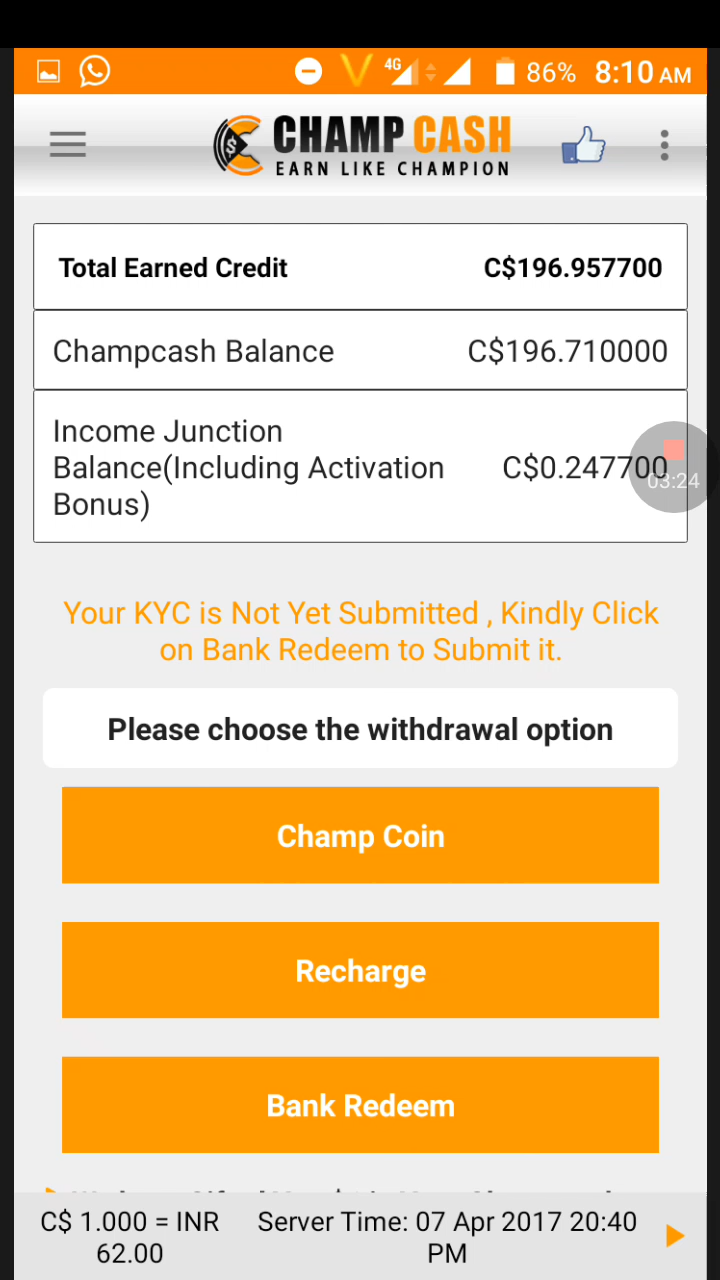 4G 86% 8:10 AM
CHAMP CASH
EARN LIKE CHAMPION
Total Earned Credit C$196.957700
Champcash Balance C$196.710000
Income Junction
Balance(Including Activation C$0.247700
Bonus)
03:24
Your KYC is Not Yet Submitted , Kindly Click
on Bank Redeem to Submit it.
Please choose the withdrawal option
Champ Coin
Recharge
Bank Redeem
C$ 1.000 = INR Server Time: 07 Apr 2017 20:40
62.00 PM